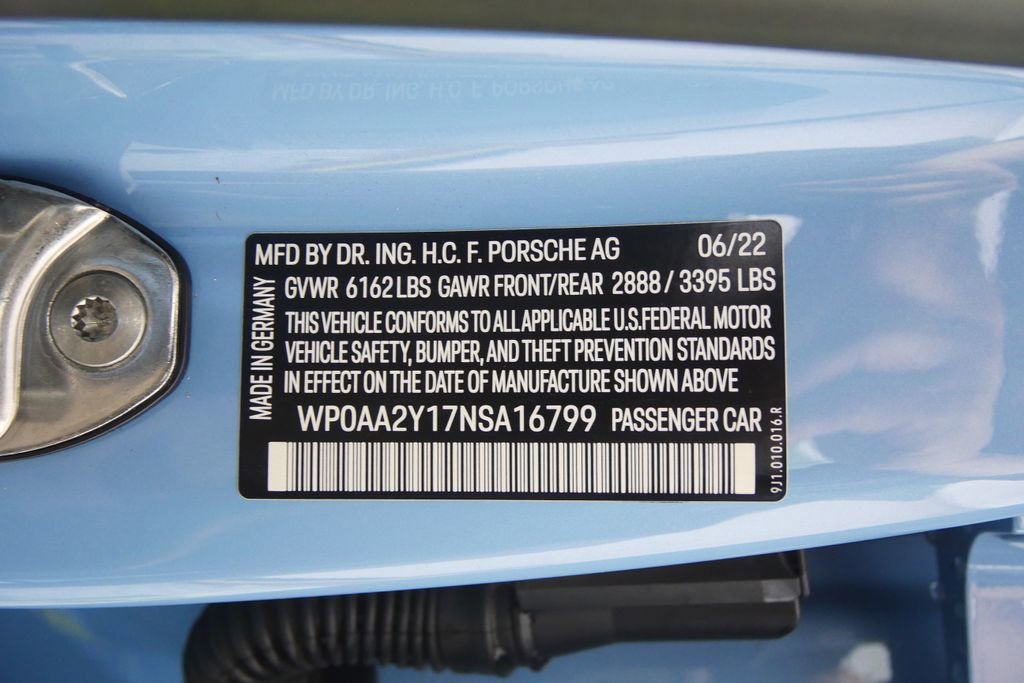 MFD BY DR. ING. H.C. F. PORSCHE AG 06/22
GVWR 6162 LBS GAWR FRONT/REAR 2888 / 3395 LBS
THIS VEHICLE CONFORMS TO ALL APPLICABLE U.S.FEDERAL MOTOR
VEHICLE SAFETY, BUMPER, AND THEFT PREVENTION STANDARDS
IN EFFECT ON THE DATE OF MANUFACTURE SHOWN ABOVE
WP0AA2Y17NSA16799 PASSENGER CAR
MADE IN GERMANY
9J1.010.016.R